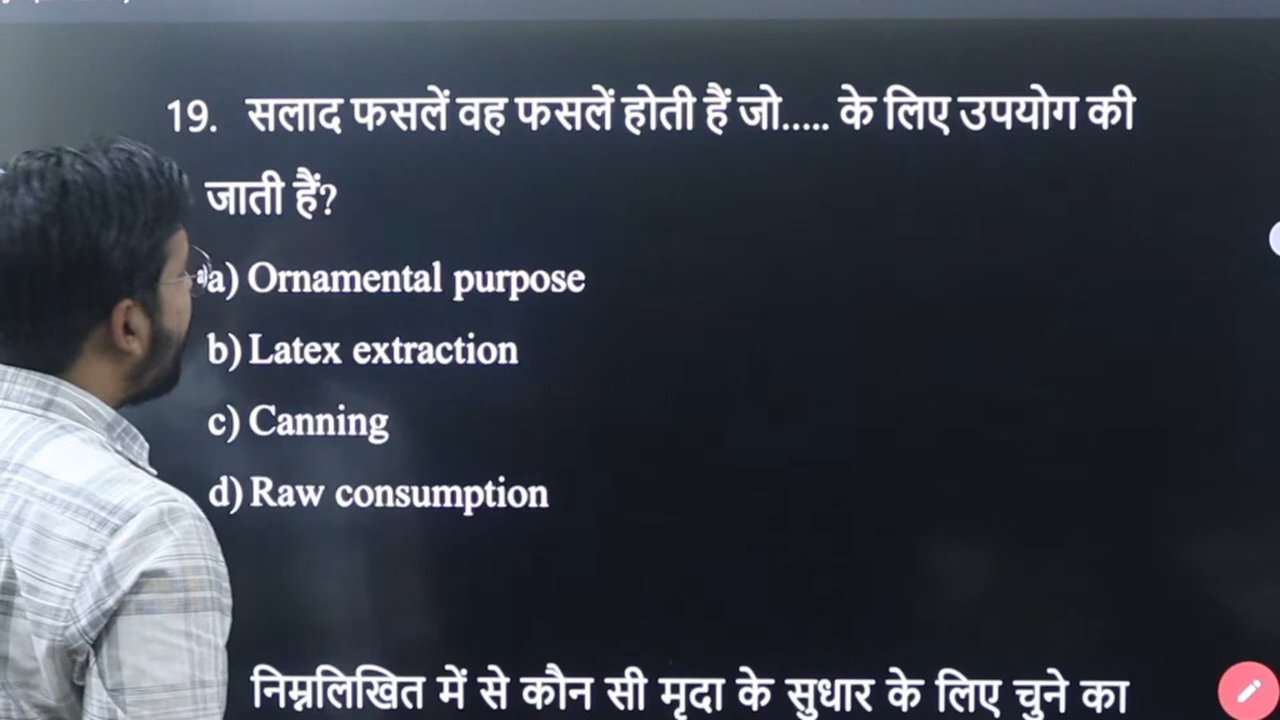 19. सलाद फसलें वह फसलें होती हैं जो..... के लिए उपयोग की
जाती हैं?
a) Ornamental purpose
b) Latex extraction
c) Canning
d) Raw consumption
निम्नलिखित में से कौन सी मृदा के सुधार के लिए चुने का